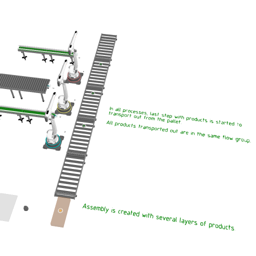 In all processes, last step with products is started to
transport out from the pallet.
All products transported out are in the same flow group.
Assembly is created with several layers of products